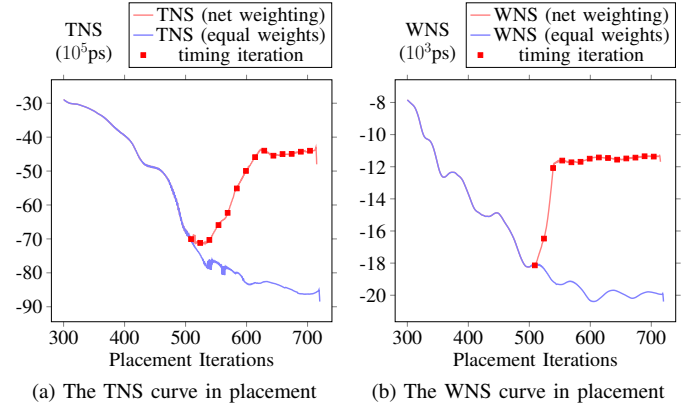 TNS
(10⁵ps)
TNS (net weighting)
TNS (equal weights)
timing iteration
-30
-40
-50
-60
-70
-80
-90
300
400
500
600
700
Placement Iterations
(a) The TNS curve in placement
WNS
(10³ps)
WNS (net weighting)
WNS (equal weights)
timing iteration
-8
-10
-12
-14
-16
-18
-20
300
400
500
600
700
Placement Iterations
(b) The WNS curve in placement